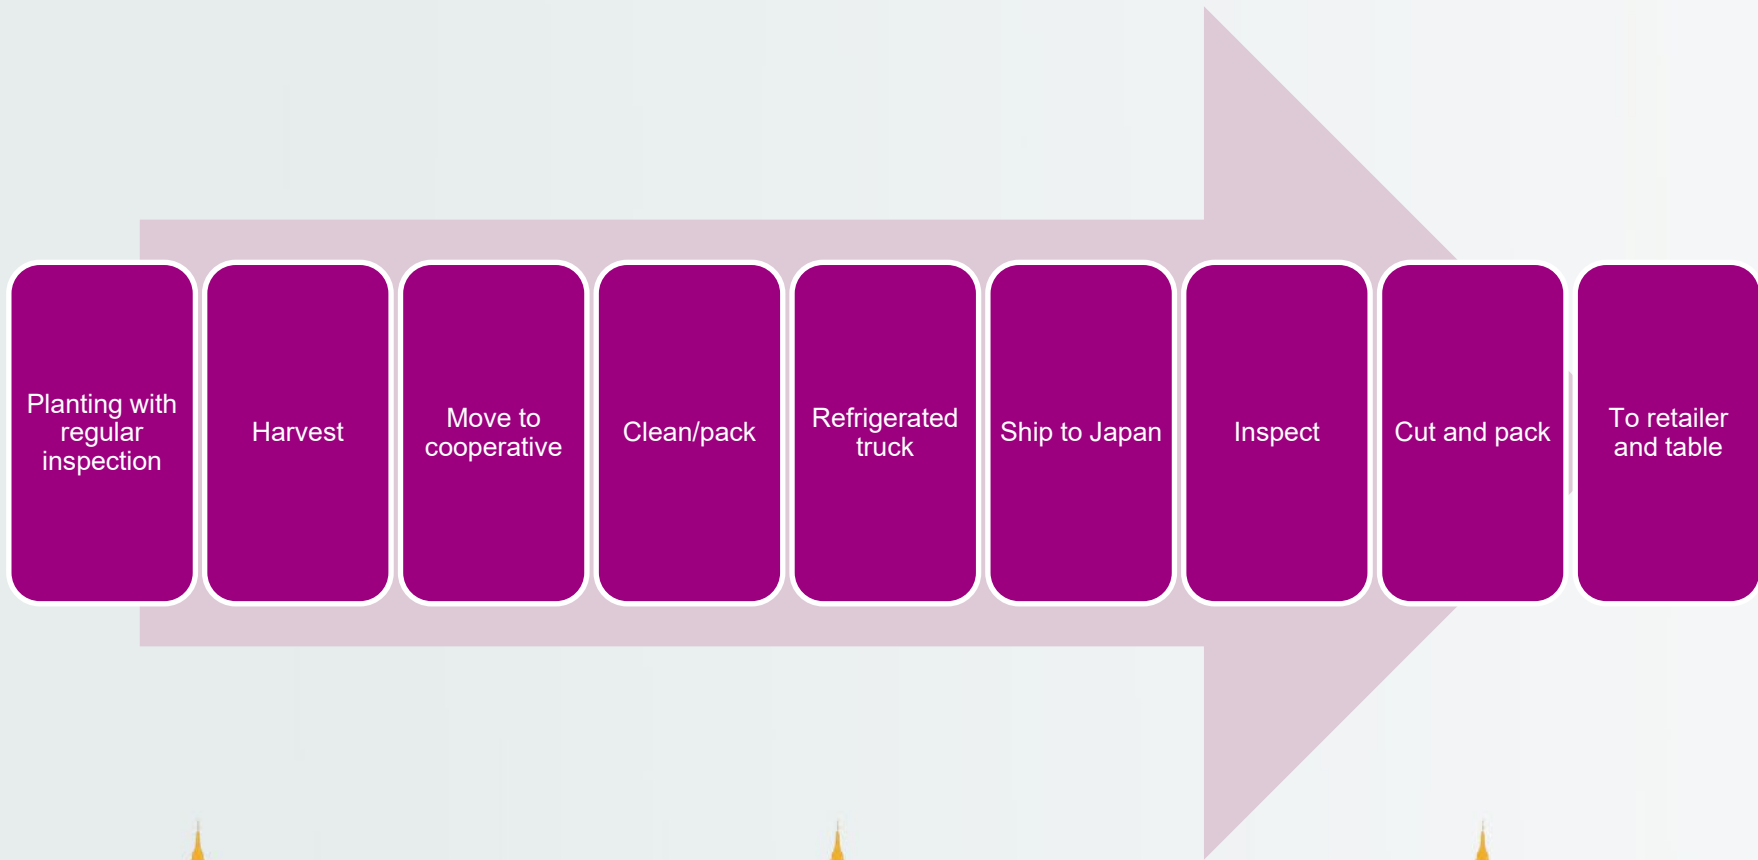 Planting with
regular
inspection
Harvest
Move to
cooperative
Clean/pack
Refrigerated
truck
Ship to Japan
Inspect
Cut and pack
To retailer
and table